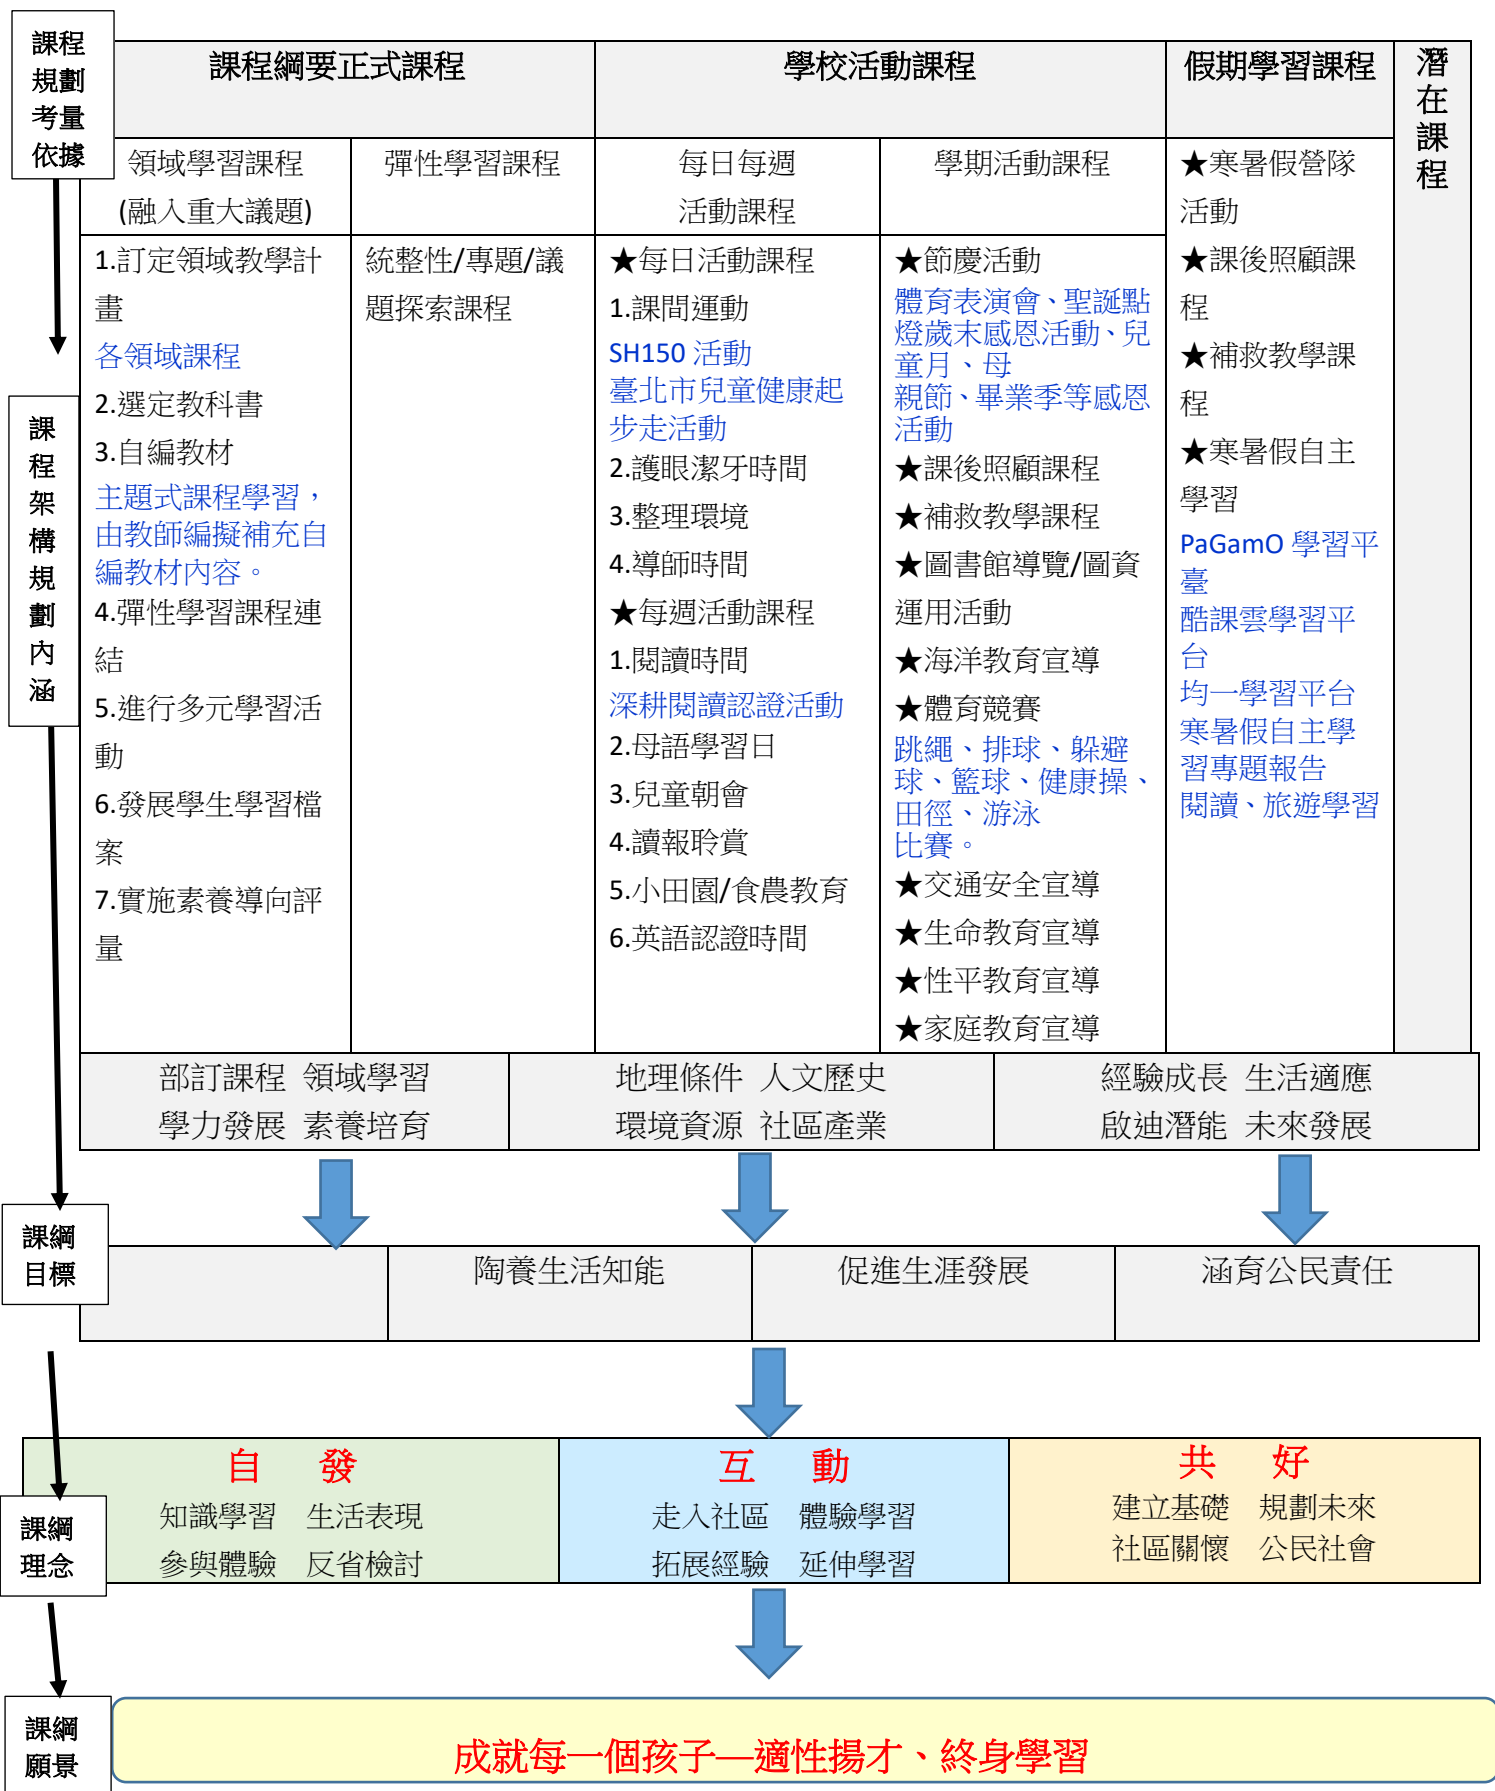 課程
規劃
考量
依據
課程綱要正式課程
學校活動課程
假期學習課程
潛在課程
領域學習課程
(融入重大議題)
彈性學習課程
每日每週
活動課程
學期活動課程
1.訂定領域教學計
畫
各領域課程
2.選定教科書
3.自編教材
主題式課程學習，
由教師編擬補充自
編教材內容。
4.彈性學習課程連
結
5.進行多元學習活
動
6.發展學生學習檔
案
7.實施素養導向評
量
統整性/專題/議
題探索課程
★每日活動課程
1.課間運動
SH150 活動
臺北市兒童健康起
步走活動
2.護眼潔牙時間
3.整理環境
4.導師時間
★每週活動課程
1.閱讀時間
深耕閱讀認證活動
2.母語學習日
3.兒童朝會
4.讀報聆賞
5.小田園/食農教育
6.英語認證時間
★節慶活動
體育表演會、聖誕點
燈歲末感恩活動、兒
童月、母
親節、畢業季等感恩
活動
★課後照顧課程
★補救教學課程
★圖書館導覽/圖資
運用活動
★海洋教育宣導
★體育競賽
跳繩、排球、躲避
球、籃球、健康操、
田徑、游泳
比賽。
★交通安全宣導
★生命教育宣導
★性平教育宣導
★家庭教育宣導
★寒暑假營隊
活動
★課後照顧課
程
★補救教學課
程
★寒暑假自主
學習
PaGamO 學習平
臺
酷課雲學習平
台
均一學習平台
寒暑假自主學
習專題報告
閱讀、旅遊學習
課
程
架
構
規
劃
內
涵
部訂課程 領域學習
學力發展 素養培育
地理條件 人文歷史
環境資源 社區產業
經驗成長 生活適應
啟迪潛能 未來發展
課綱
目標
陶養生活知能
促進生涯發展
涵育公民責任
課綱
理念
自 發
知識學習 生活表現
參與體驗 反省檢討
互 動
走入社區 體驗學習
拓展經驗 延伸學習
共 好
建立基礎 規劃未來
社區關懷 公民社會
課綱
願景
成就每一個孩子—適性揚才、終身學習